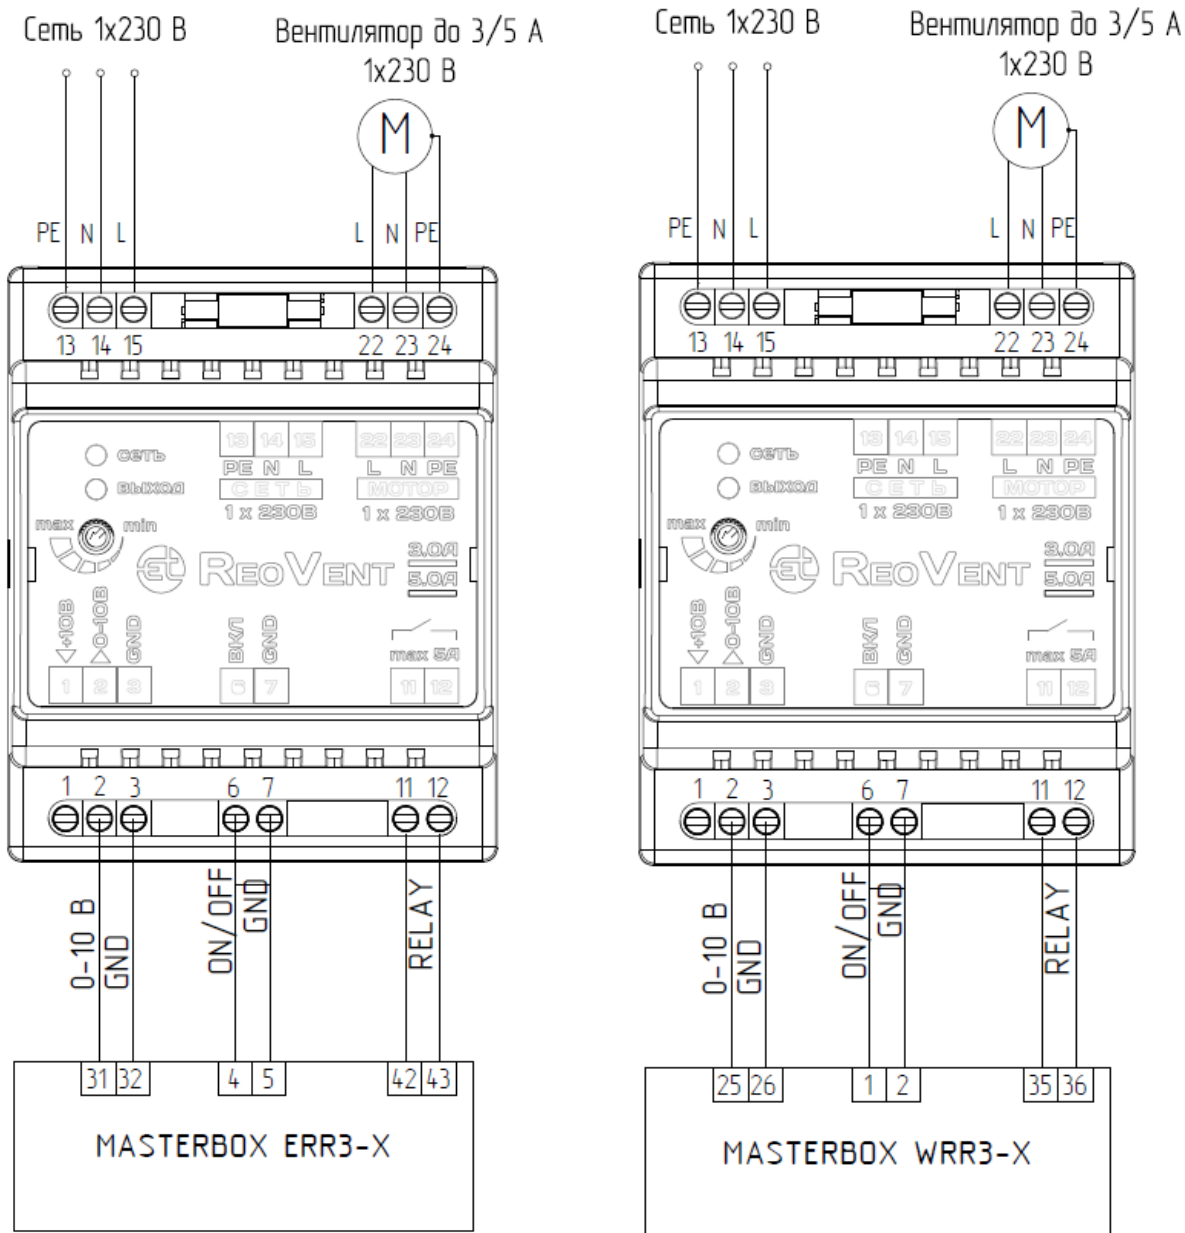 Сеть 1x230 В
Вентилятор до 3/5 А
1x230 В
M
PE N L
L N PE
13 14 15
22 23 24
13 14 15
22 23 24
СЕТЬ
PE N L
L N PE
ВЫХОД
СЕТЬ
МОТОР
1 x 230В
1 x 230В
max
min
ReoVent
3.0А
5.0А
+10В
0-10В
GND
ВКЛ
GND
max 5А
1 2 3
6 7
11 12
1 2 3
6 7
11 12
0-10 В
GND
ON/OFF
GND
RELAY
31 32
4 5
42 43
MASTERBOX ERR3-X
Сеть 1x230 В
Вентилятор до 3/5 А
1x230 В
M
PE N L
L N PE
13 14 15
22 23 24
13 14 15
22 23 24
СЕТЬ
PE N L
L N PE
ВЫХОД
СЕТЬ
МОТОР
1 x 230В
1 x 230В
max
min
ReoVent
3.0А
5.0А
+10В
0-10В
GND
ВКЛ
GND
max 5А
1 2 3
6 7
11 12
1 2 3
6 7
11 12
0-10 В
GND
ON/OFF
GND
RELAY
25 26
1 2
35 36
MASTERBOX WRR3-X